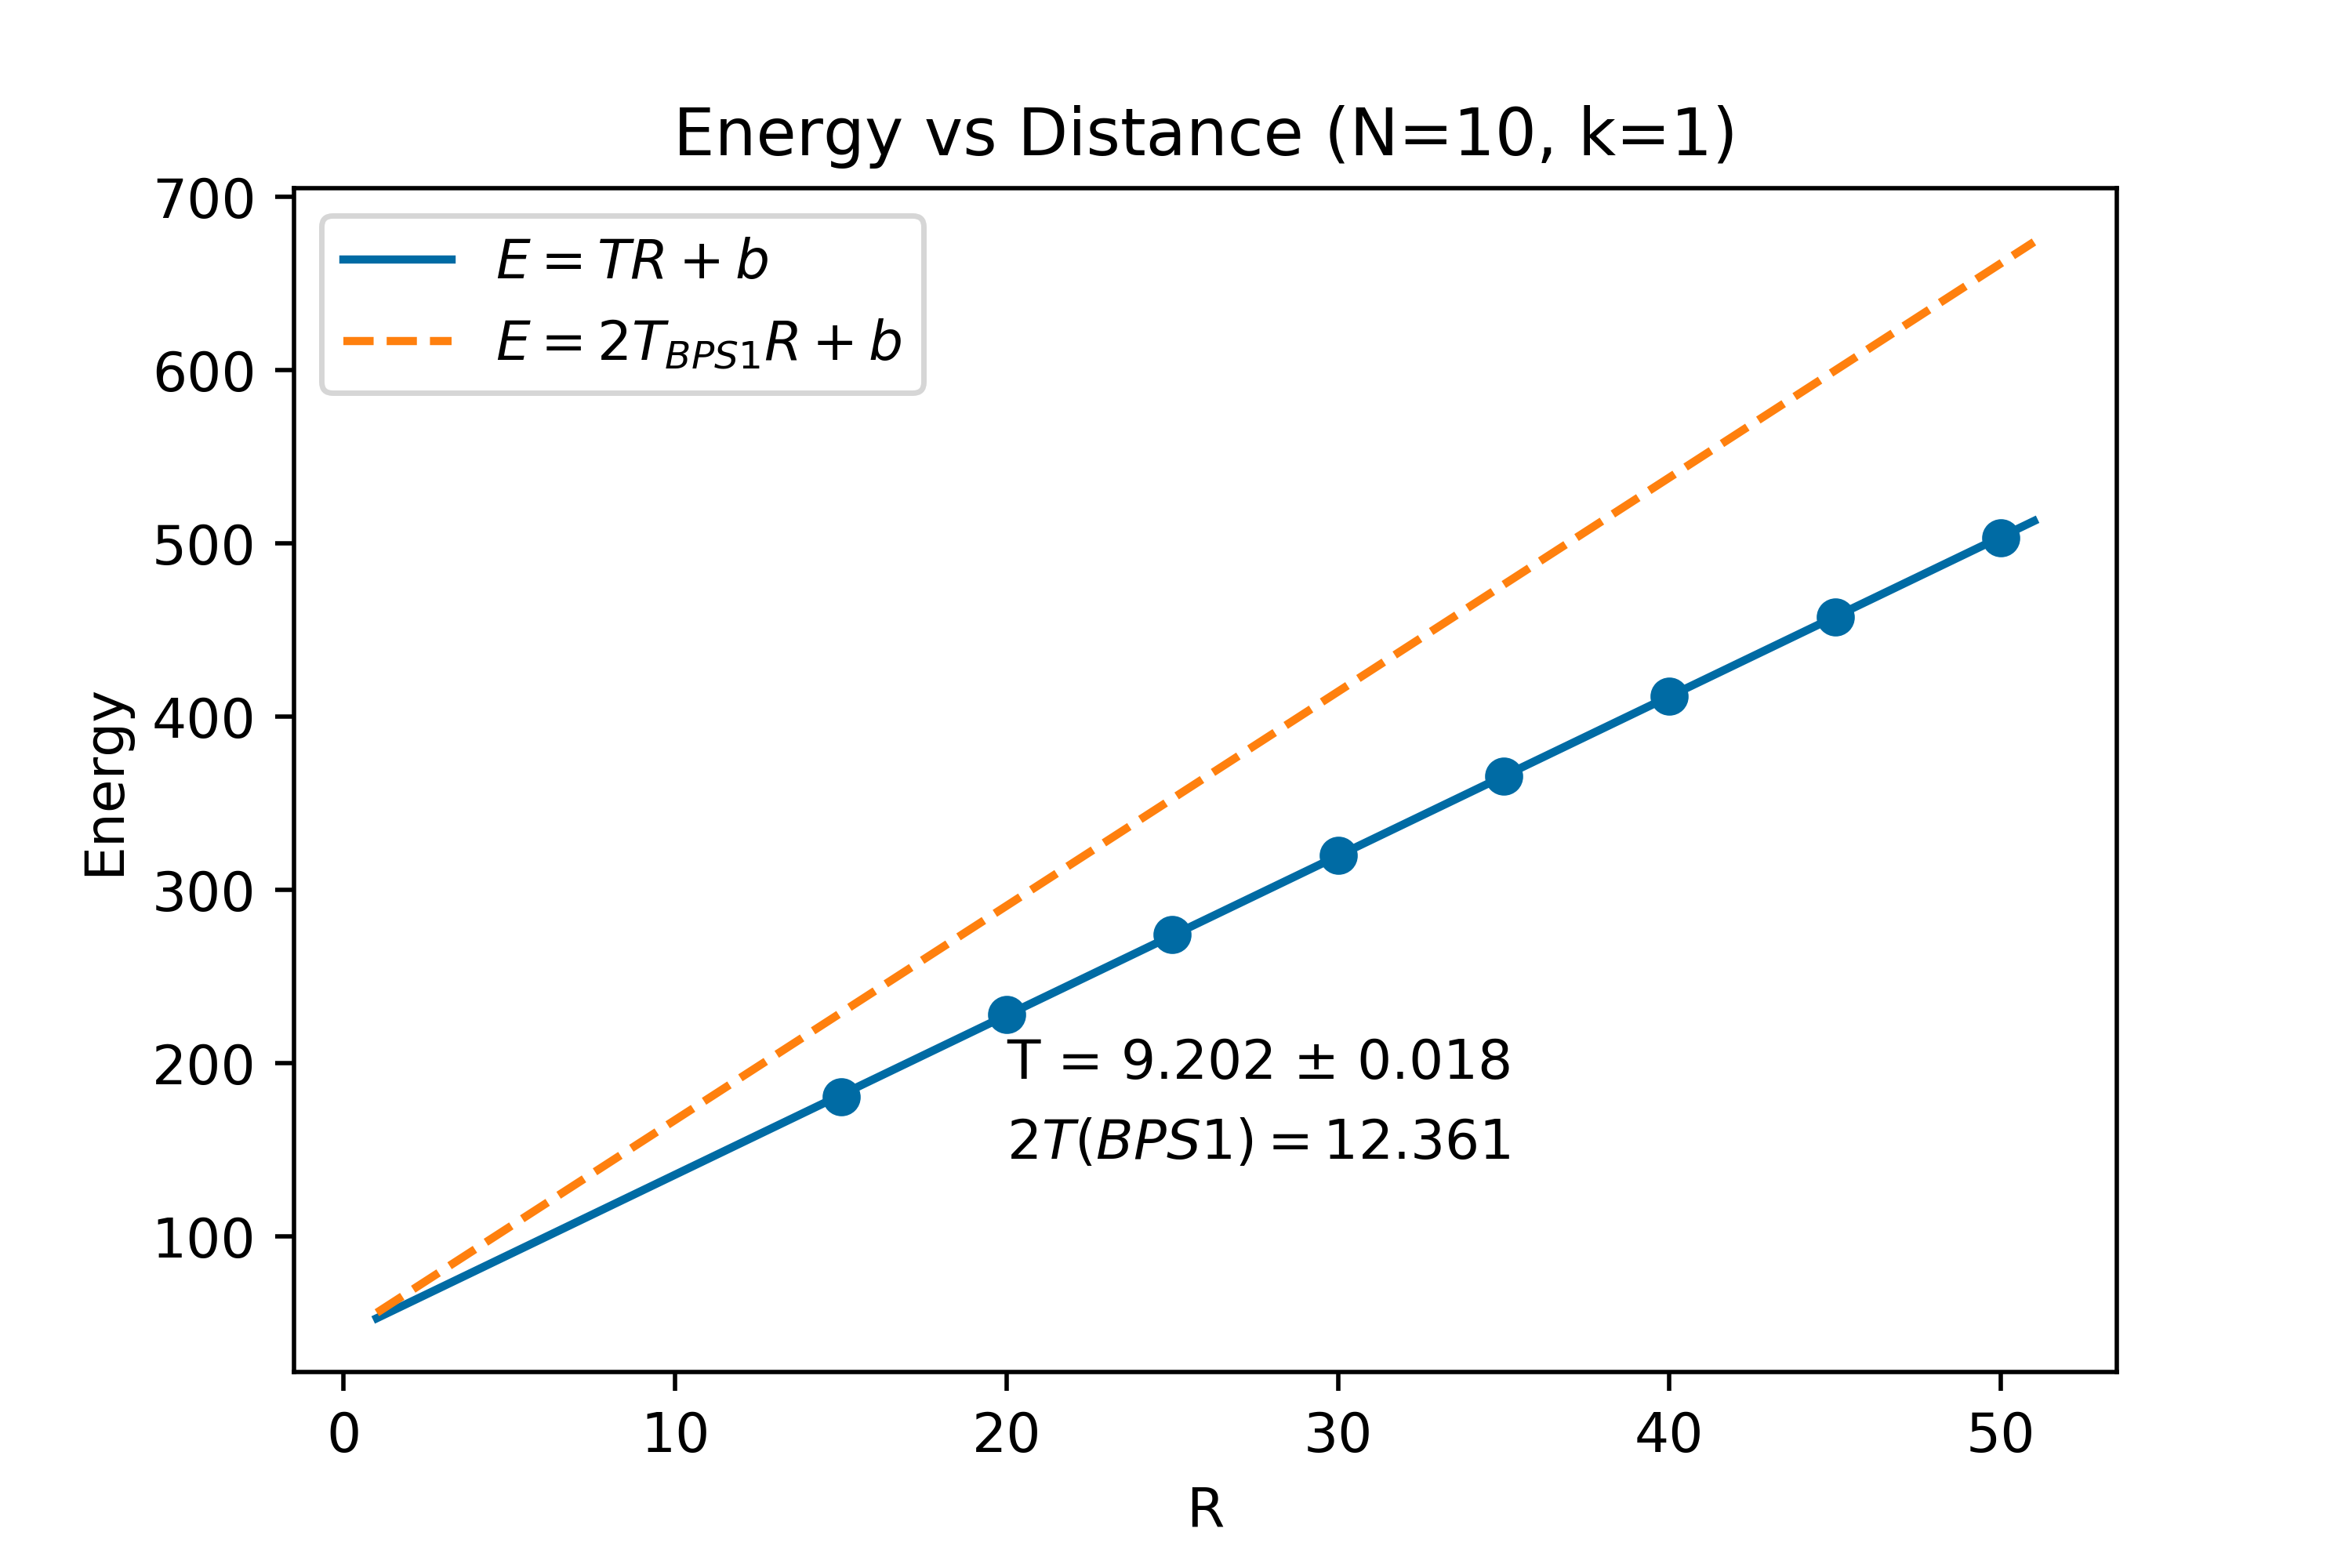 Energy vs Distance (N=10, k=1)
700
600
500
400
300
200
100
Energy
E = TR + b
E = 2T_{BPS1}R + b
T = 9.202 ± 0.018
2T(BPS1) = 12.361
0 10 20 30 40 50
R